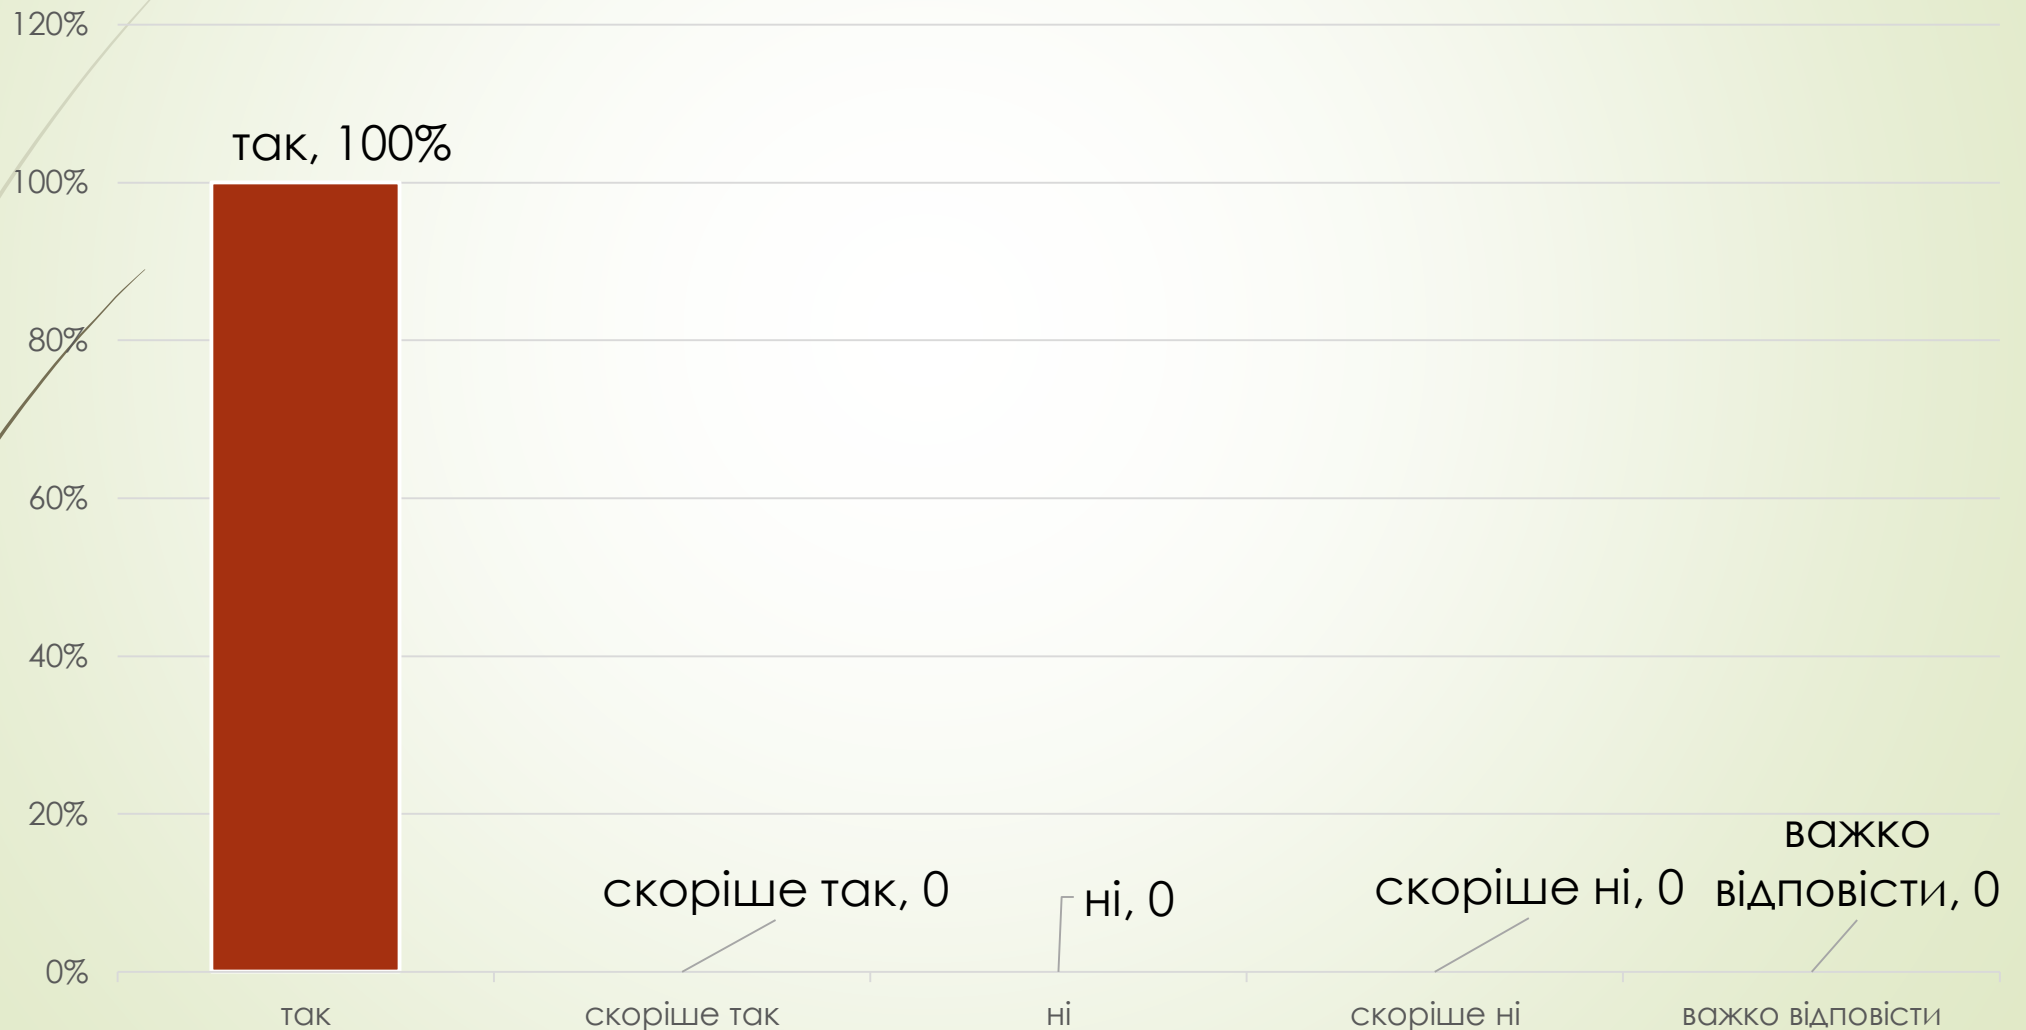 120%
так, 100%
100%
80%
60%
40%
20%
важко
скоріше так, 0
ні, 0
скоріше ні, 0
відповісти, 0
0%
так
скоріше так
ні
скоріше ні
важко відповісти